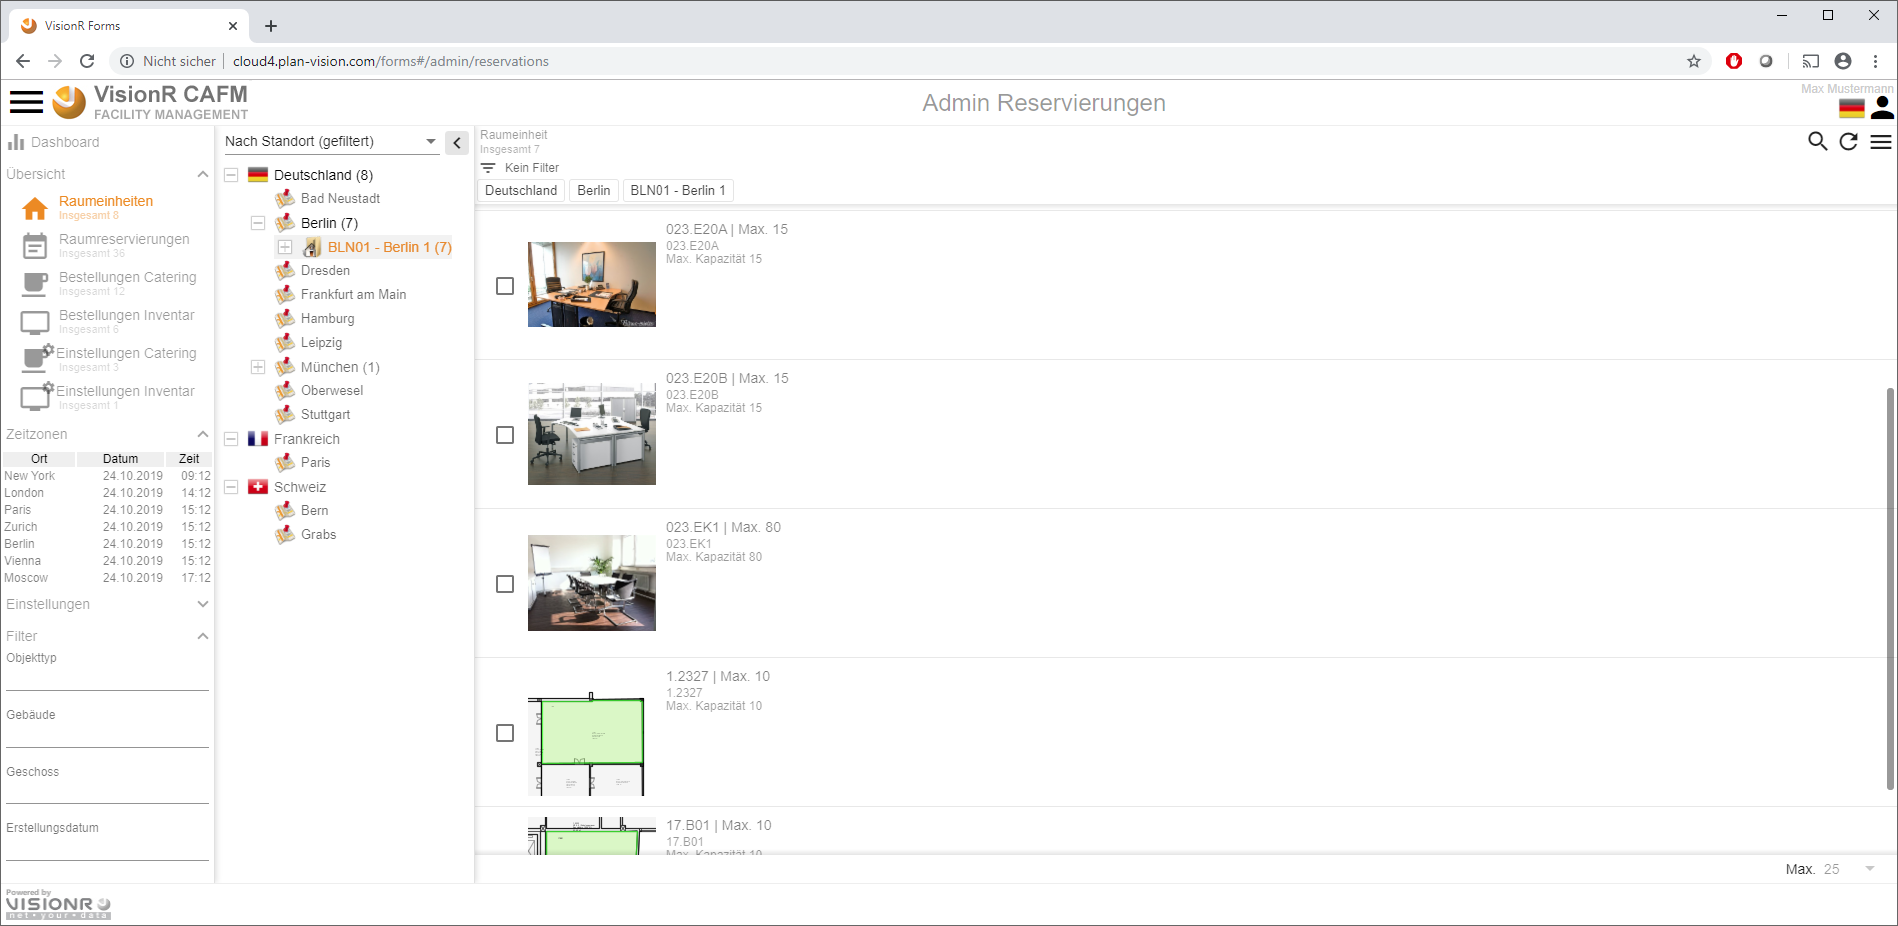 VisionR Forms
Nicht sicher cloud4.plan-vision.com/forms#/admin/reservations
VisionR CAFM
FACILITY MANAGEMENT
Admin Reservierungen
Max Mustermann
Dashboard
Übersicht
Raumeinheiten
Insgesamt 8
Raumreservierungen
Insgesamt 36
Bestellungen Catering
Insgesamt 12
Bestellungen Inventar
Insgesamt 6
Einstellungen Catering
Insgesamt 3
Einstellungen Inventar
Insgesamt 1
Zeitzonen
Ort Datum Zeit
New York 24.10.2019 09:12
London 24.10.2019 14:12
Paris 24.10.2019 15:12
Zurich 24.10.2019 15:12
Berlin 24.10.2019 15:12
Vienna 24.10.2019 15:12
Moscow 24.10.2019 17:12
Einstellungen
Filter
Objekttyp
Gebäude
Geschoss
Erstellungsdatum
Nach Standort (gefiltert)
Deutschland (8)
Bad Neustadt
Berlin (7)
BLN01 - Berlin 1 (7)
Dresden
Frankfurt am Main
Hamburg
Leipzig
München (1)
Oberwesel
Stuttgart
Frankreich
Paris
Schweiz
Bern
Grabs
Raumeinheit
Insgesamt 7
Kein Filter
Deutschland Berlin BLN01 - Berlin 1
023.E20A | Max. 15
023.E20A
Max. Kapazität 15
023.E20B | Max. 15
023.E20B
Max. Kapazität 15
023.EK1 | Max. 80
023.EK1
Max. Kapazität 80
1.2327 | Max. 10
1.2327
Max. Kapazität 10
17.B01 | Max. 10
17.B01
Max. Kapazität 10
Max. 25
Powered by
VISIONR
net • your • data